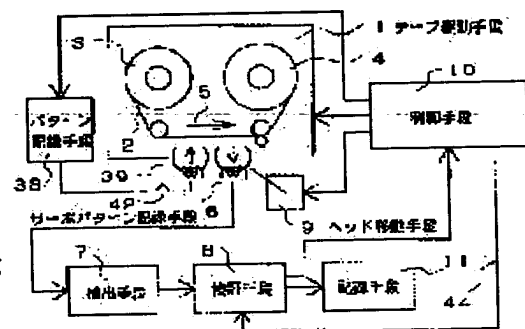 3
1 テープ駆動手段
4
10
パターン
記録手段
制御手段
2
5
38
39
42
6
サーボパターン記録手段
9
ヘッド移動手段
7
8
11
検出手段
記録手段